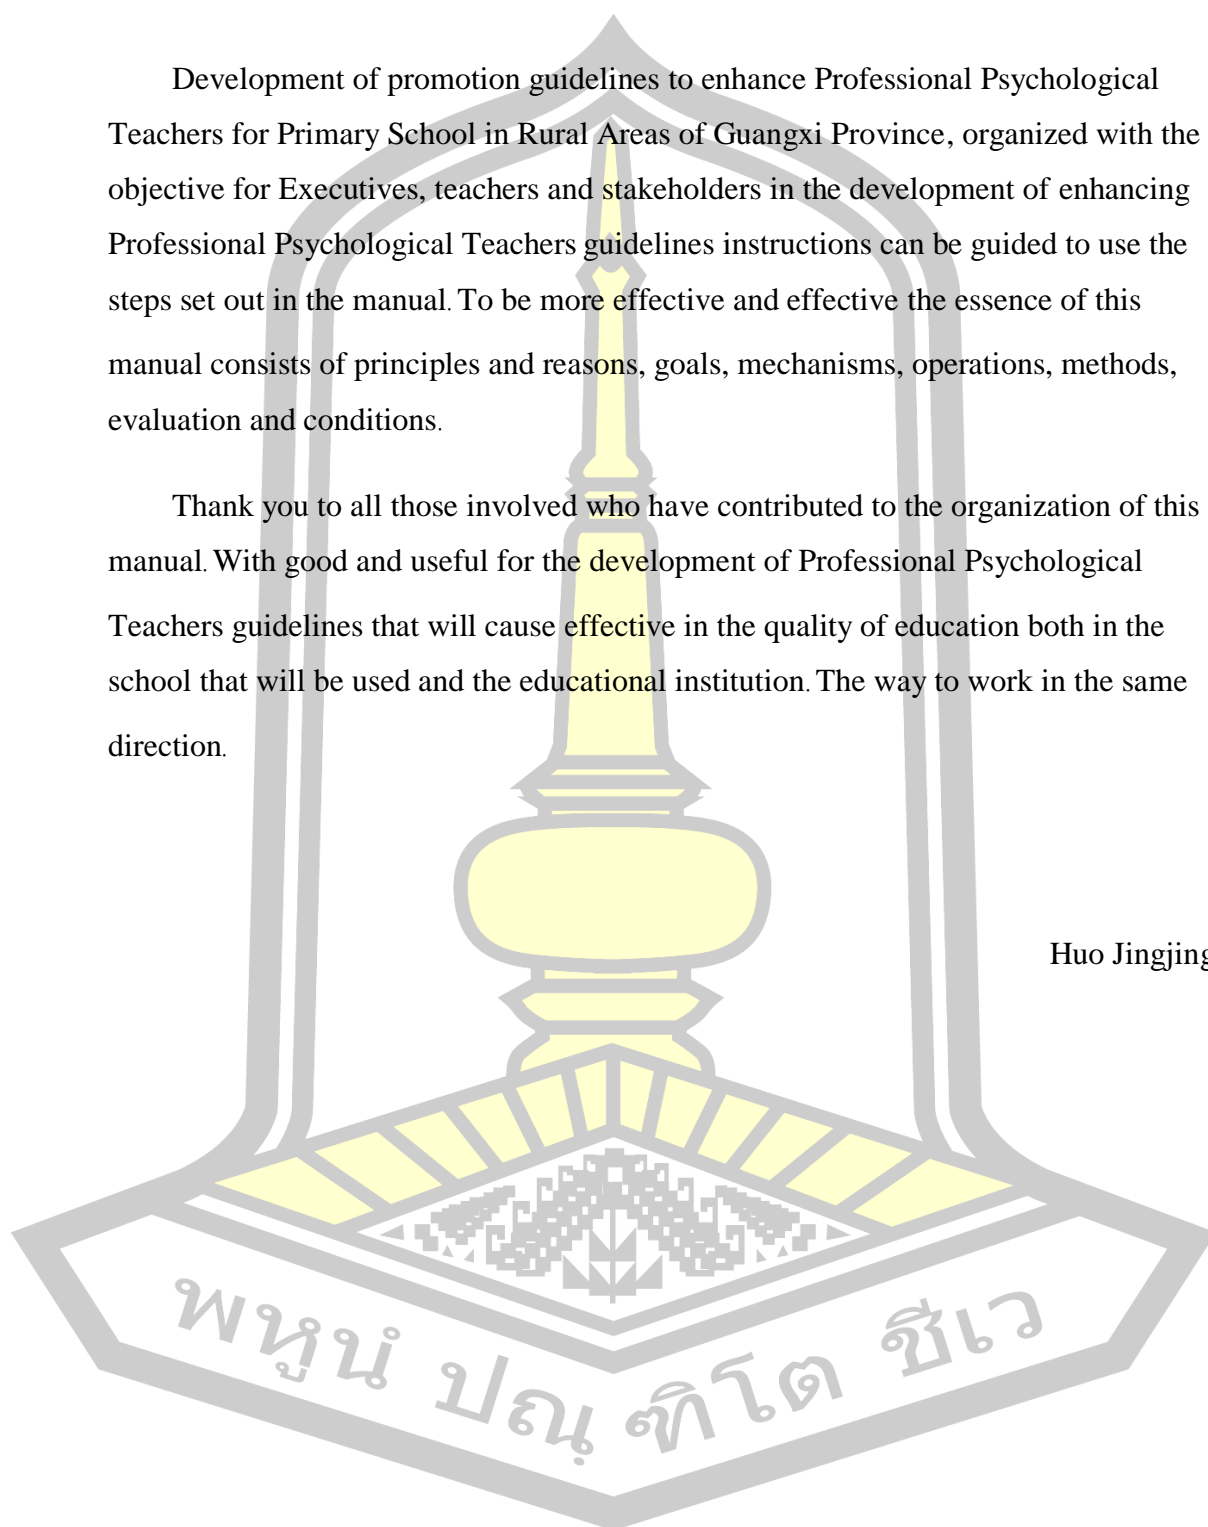 Development of promotion guidelines to enhance Professional Psychological
Teachers for Primary School in Rural Areas of Guangxi Province, organized with the
objective for Executives, teachers and stakeholders in the development of enhancing
Professional Psychological Teachers guidelines instructions can be guided to use the
steps set out in the manual. To be more effective and effective the essence of this
manual consists of principles and reasons, goals, mechanisms, operations, methods,
evaluation and conditions.
Thank you to all those involved who have contributed to the organization of this
manual. With good and useful for the development of Professional Psychological
Teachers guidelines that will cause effective in the quality of education both in the
school that will be used and the educational institution. The way to work in the same
direction.
Huo Jingjing
พหูนํ ปณฺฑิโต ชีเว